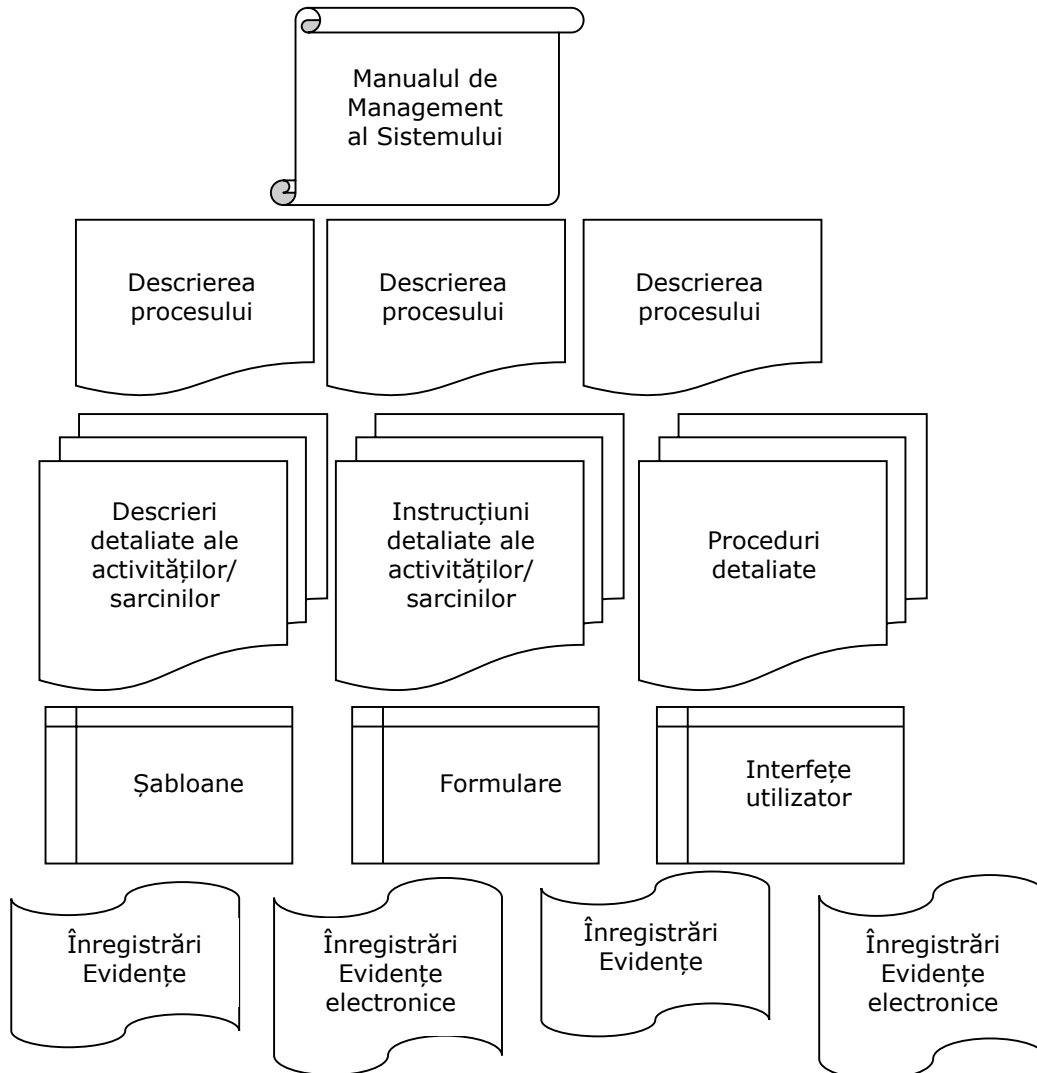 Manualul de
Management
al Sistemului
Descrierea
procesului
Descrierea
procesului
Descrierea
procesului
Descrieri
detaliate ale
activităților/
sarcinilor
Instrucțiuni
detaliate ale
activităților/
sarcinilor
Proceduri
detaliate
Șabloane
Formulare
Interfețe
utilizator
Înregistrări
Evidențe
Înregistrări
Evidențe
electronice
Înregistrări
Evidențe
Înregistrări
Evidențe
electronice